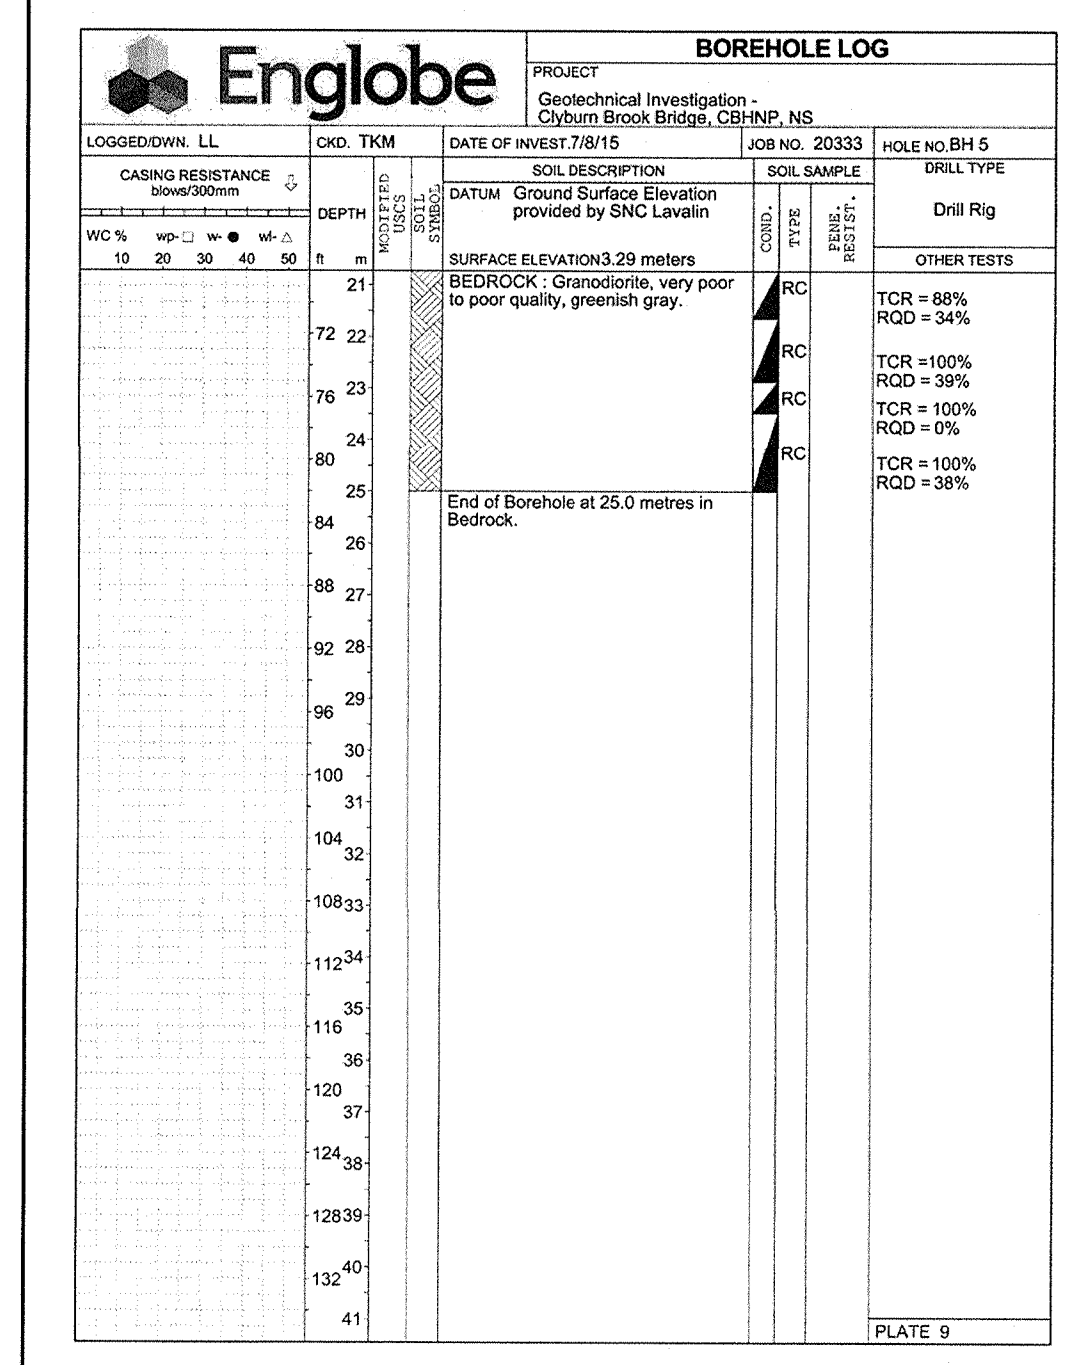 Englobe
BOREHOLE LOG
PROJECT
Geotechnical Investigation -
Clyburn Brook Bridge, CBHNP, NS
LOGGED/DWN. LL
CKD. TKM
DATE OF INVEST.7/8/15
JOB NO. 20333
HOLE NO.BH 5
CASING RESISTANCE
blows/300mm
WC % wp- w- wl-
10 20 30 40 50
DEPTH
ft m
MODIFIED
USCS
SOIL
SYMBOL
SOIL DESCRIPTION
DATUM Ground Surface Elevation
provided by SNC Lavalin
SURFACE ELEVATION3.29 meters
SOIL SAMPLE
COND.
TYPE
PENE.
RESIST.
DRILL TYPE
Drill Rig
OTHER TESTS
21
72 22
76 23
24
80
25
84
26
88
27
92 28
29
96
30
100
31
104
32
108 33
112 34
35
116
36
120
37
124
38
128 39
40
132
41
BEDROCK : Granodiorite, very poor
to poor quality, greenish gray.
End of Borehole at 25.0 metres in
Bedrock.
RC
RC
RC
RC
TCR = 88%
RQD = 34%
TCR =100%
RQD = 39%
TCR = 100%
RQD = 0%
TCR = 100%
RQD = 38%
PLATE 9